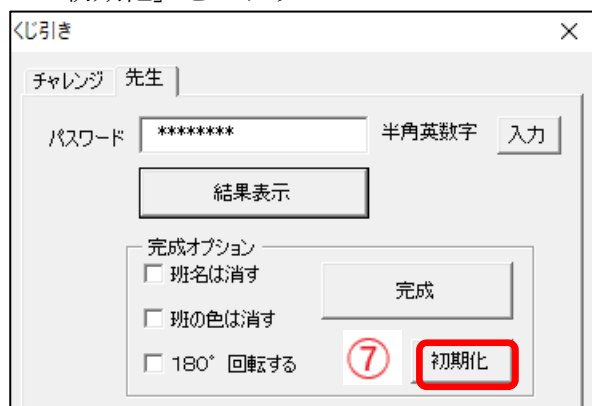 くじ引き
チャレンジ 先生
パスワード ******** 半角英数字 入力
結果表示
完成オプション
班名は消す
完成
班の色は消す
180° 回転する ⑦ 初期化